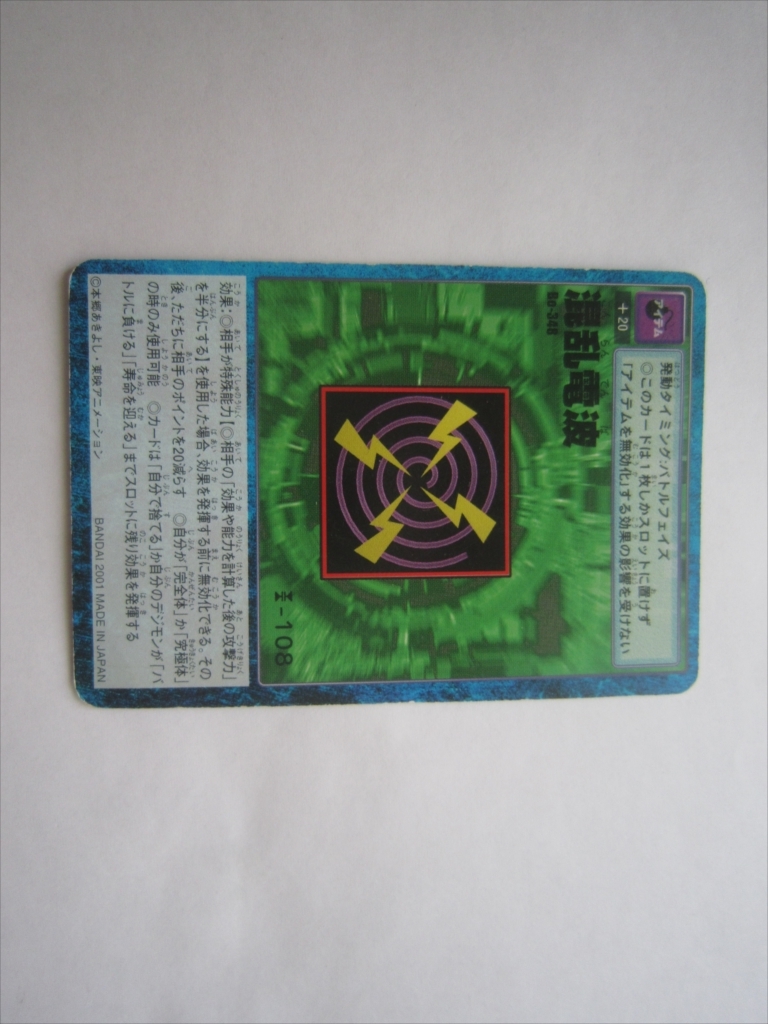 アイテム
+20
発動タイミング:バトルフェイズ
◎このカードは1枚しかスロットに置けず
「アイテムを無効化」する効果の影響を受けない
混乱電波
Bo-348
ヱ-108
効果:◎相手が特殊能力【◎相手の「効果や能力を計算した後の攻撃力」
を半分にする】を使用した場合、効果を発揮する前に無効化できる。その
後、ただちに相手のポイントを20減らす ◎自分が「完全体」か「究極体」
の時のみ使用可能 ◎カードは「自分で捨てる」か自分のデジモンが「バ
トルに負ける」「寿命を迎える」までスロットに残り効果を発揮する
©本郷あきよし・東映アニメーション
BANDAI 2001 MADE IN JAPAN